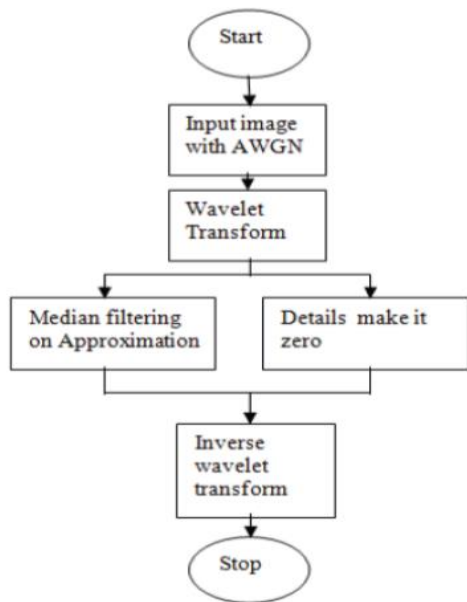 Start
Input image
with AWGN
Wavelet
Transform
Median filtering
on Approximation
Details make it
zero
Inverse
wavelet
transform
Stop